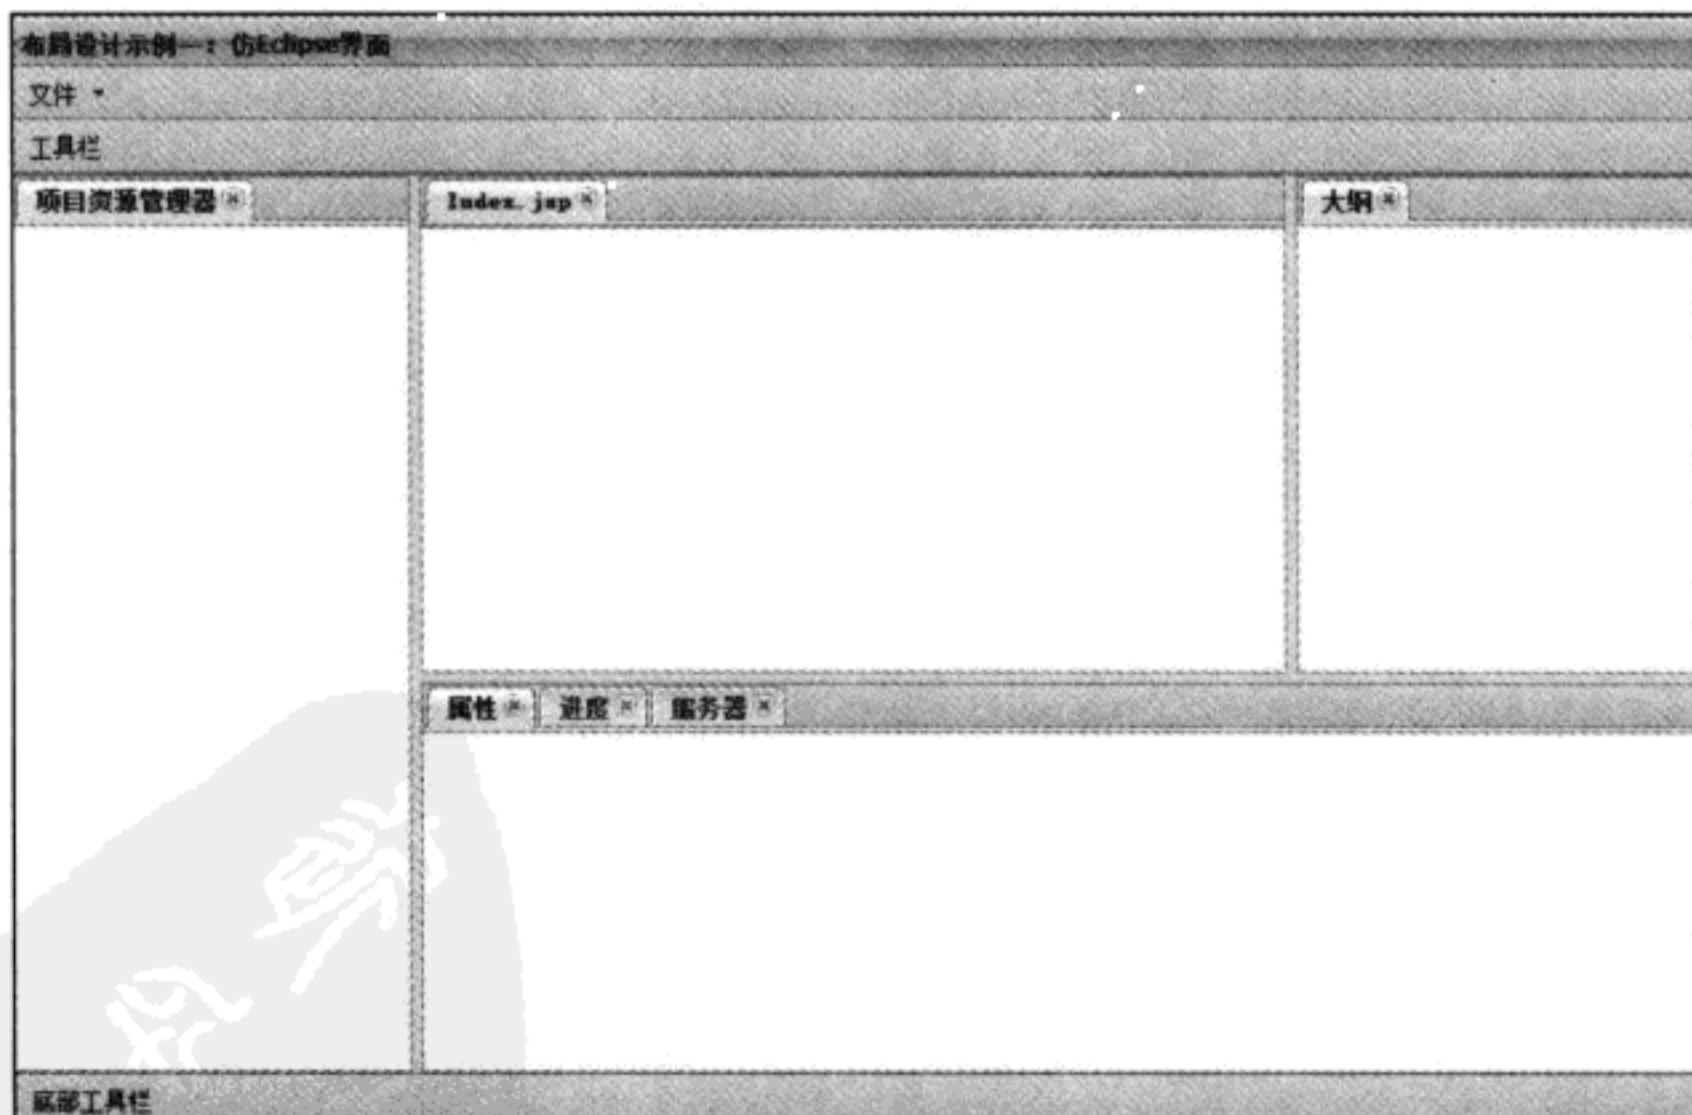 布局设计示例一：仿Eclipse界面
文件
工具栏
项目资源管理器
Index.jsp
大纲
属性 进度 服务器
底部工具栏